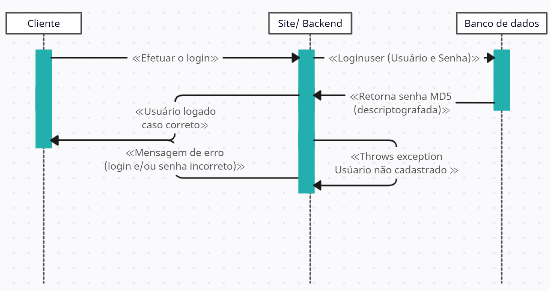 Cliente
Site/ Backend
Banco de dados
≪Efetuar o login≫
≪Loginuser (Usuário e Senha)≫
≪Retorna senha MD5
(descriptografada)≫
≪Usuário logado
caso correto≫
≪Mensagem de erro
(login e/ou senha incorreto)≫
≪Throws exception
Usúario não cadastrado ≫